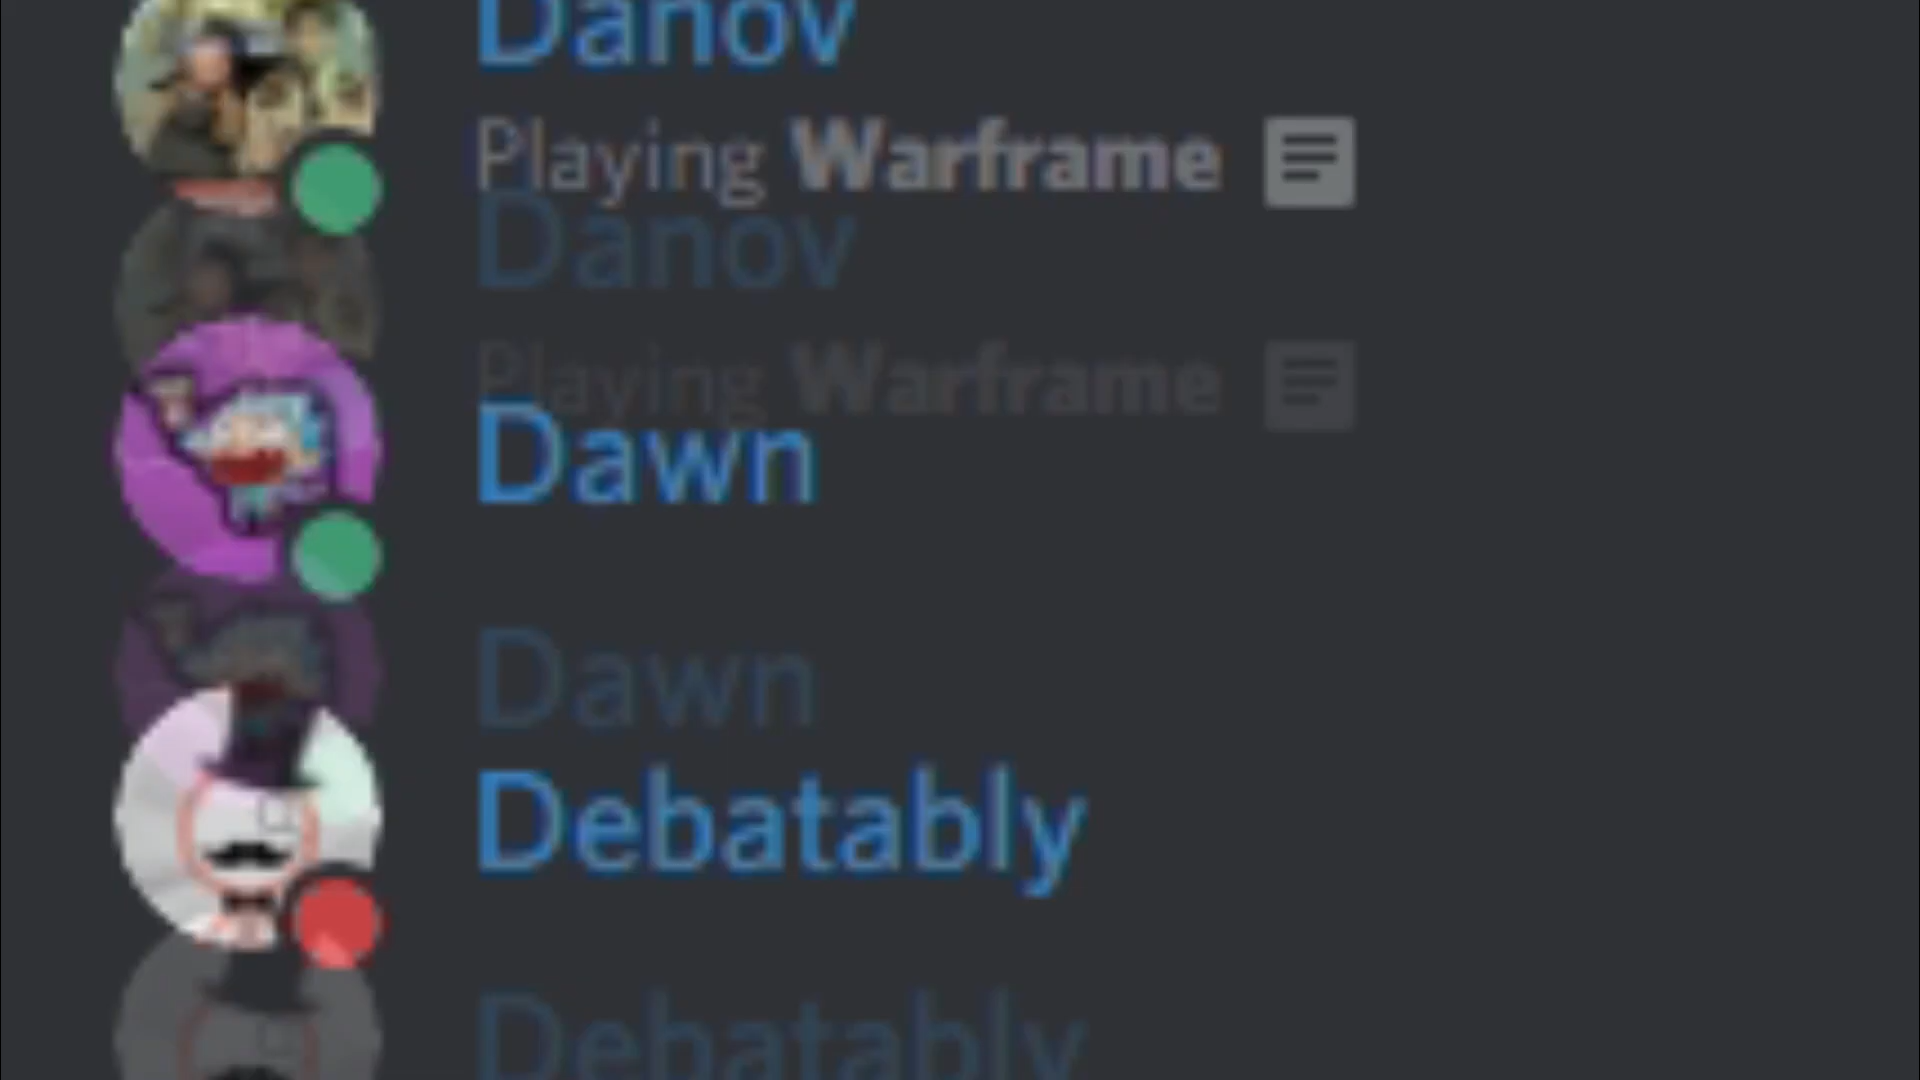 Danov
Playing Warframe
Danov
Playing Warframe
Dawn
Dawn
Debatably
Debatably